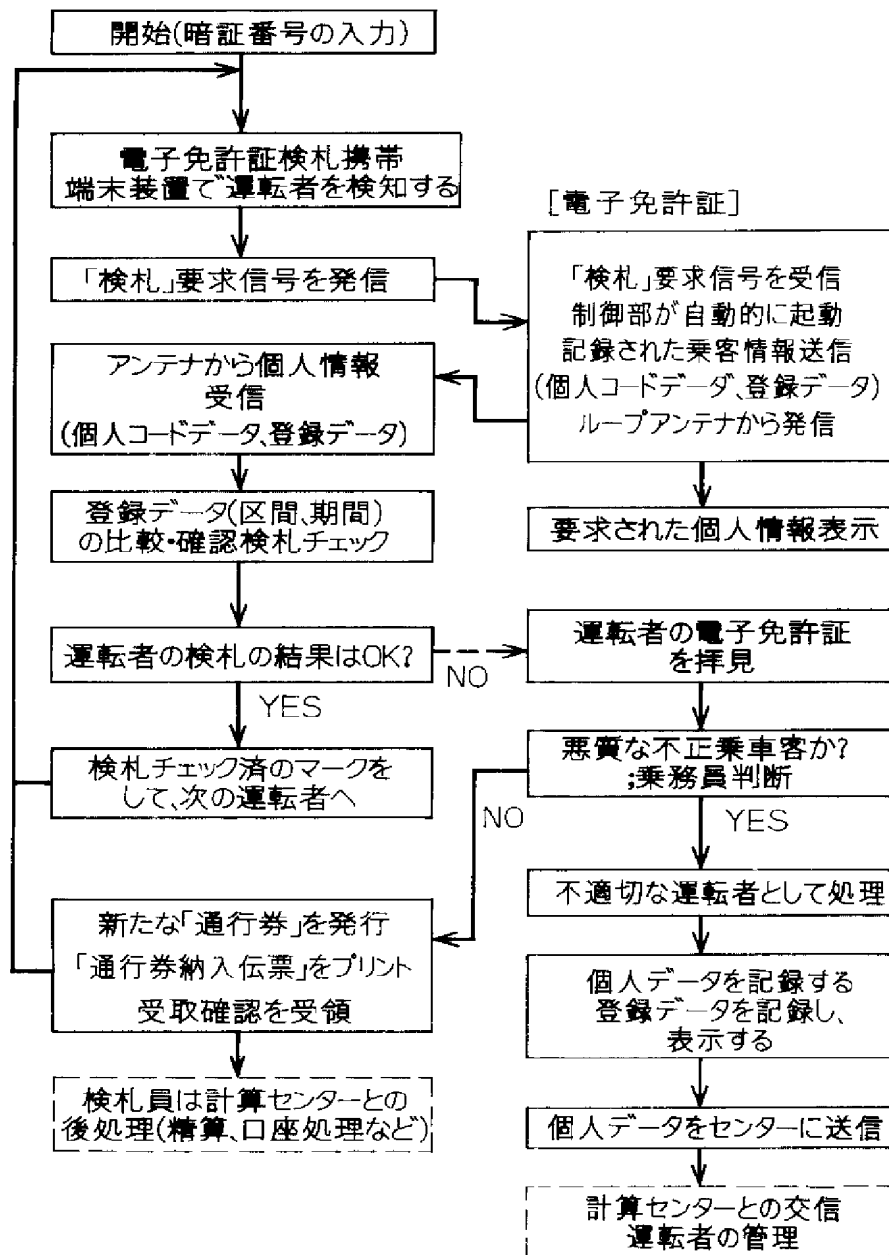 開始(暗証番号の入力)
電子免許証検札携帯
端末装置で運転者を検知する
[電子免許証]
「検札」要求信号を発信
「検札」要求信号を受信
制御部が自動的に起動
記録された乗客情報送信
(個人コードデーダ、登録データ)
ループアンテナから発信
アンテナから個人情報
受信
(個人コードデータ、登録データ)
要求された個人情報表示
登録データ(区間、期間)
の比較・確認検札チェック
運転者の検札の結果はOK?
NO
YES
運転者の電子免許証
を拝見
検札チェック済のマークを
して、次の運転者へ
悪質な不正乗車客か?
;乗務員判断
NO
YES
不適切な運転者として処理
新たな「通行券」を発行
「通行券納入伝票」をプリント
受取確認を受領
個人データを記録する
登録データを記録し、
表示する
検札員は計算センターとの
後処理(精算、口座処理など)
個人データをセンターに送信
計算センターとの交信
運転者の管理